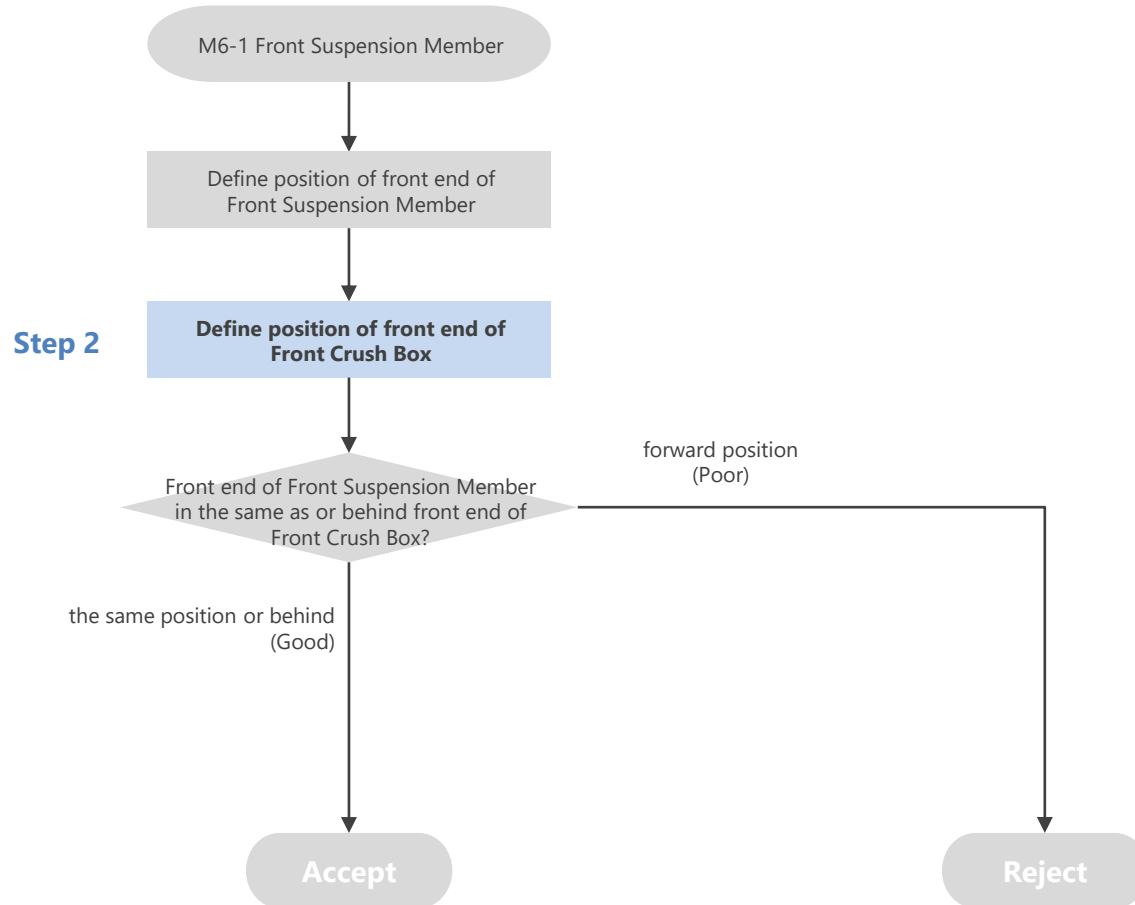 M6-1 Front Suspension Member
Define position of front end of
Front Suspension Member
Step 2
Define position of front end of
Front Crush Box
forward position
(Poor)
Front end of Front Suspension Member
in the same as or behind front end of
Front Crush Box?
the same position or behind
(Good)
Accept
Reject